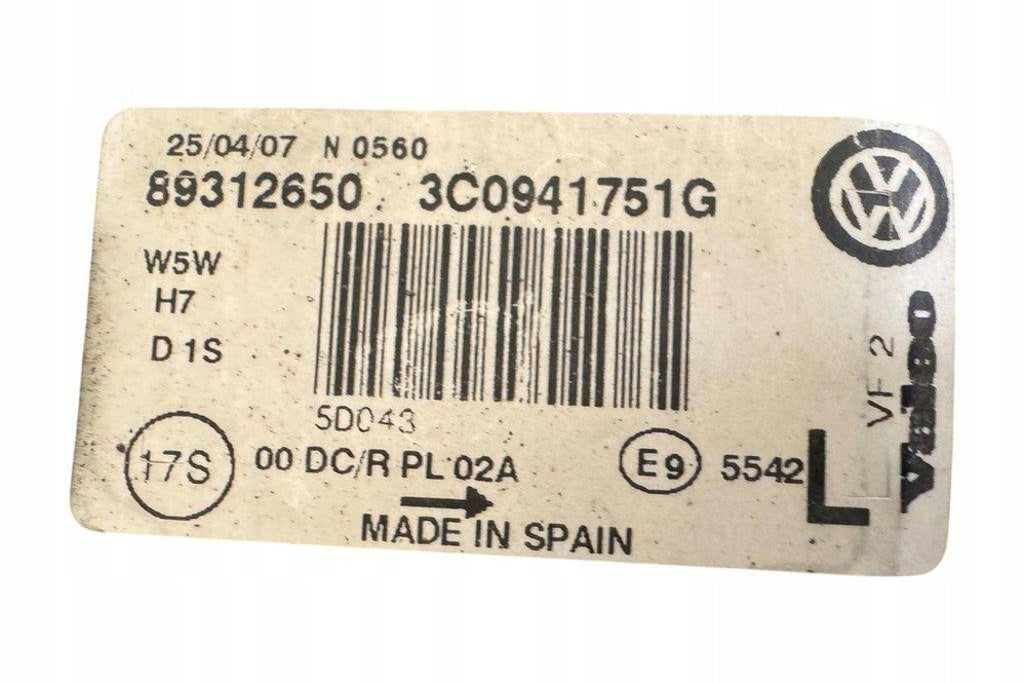 25/04/07 N 0560
89312650 3C0941751G
W5W
H7
D1S
5D043
17S
00 DC/R PL 02A
E9
5542
L
MADE IN SPAIN
VF 2
Valeo
VW